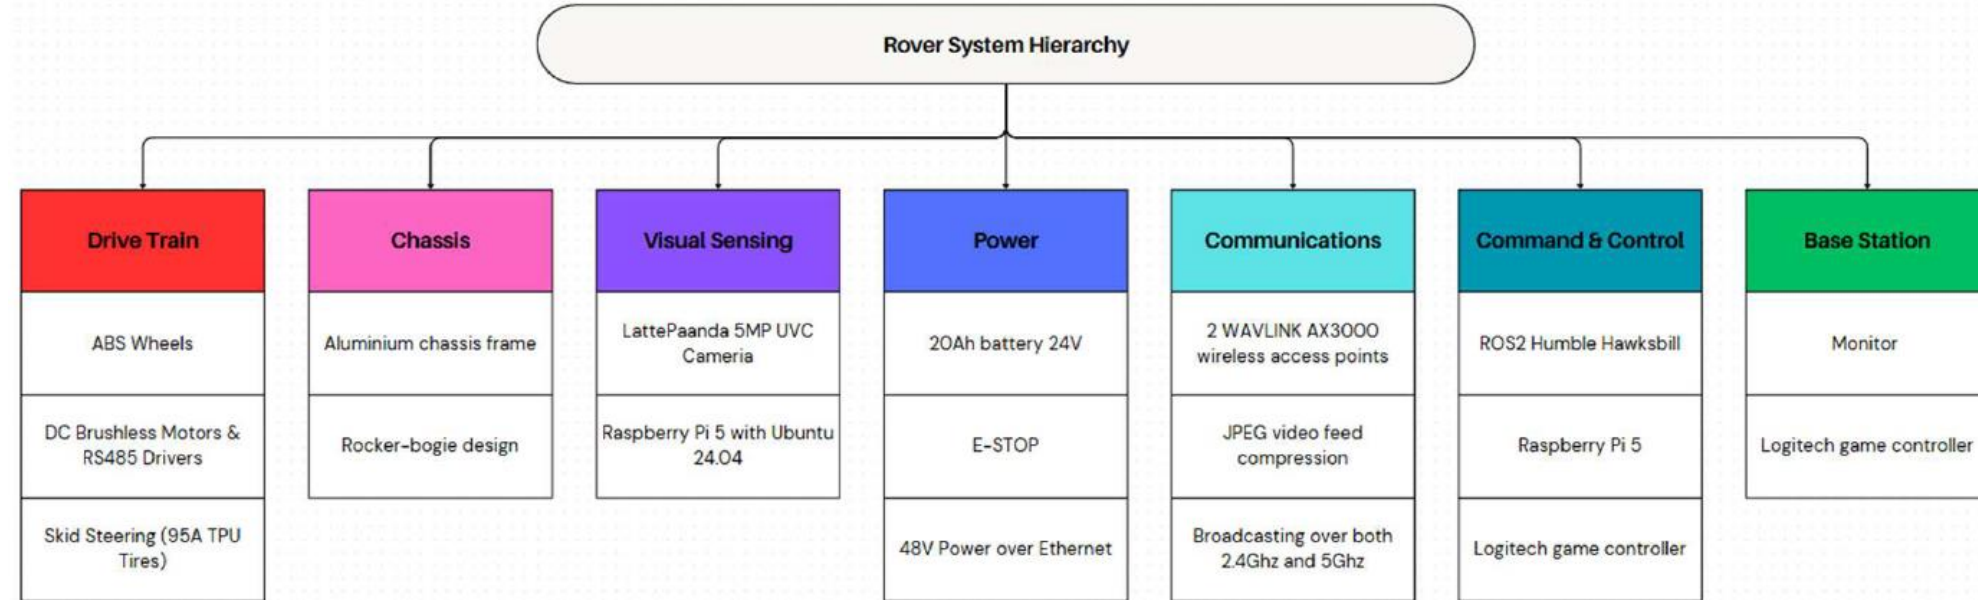 Rover System Hierarchy
Drive Train
Chassis
Visual Sensing
Power
Communications
Command & Control
Base Station
ABS Wheels
Aluminium chassis frame
LattePaanda 5MP UVC
Cameria
20Ah battery 24V
2 WAVLINK AX3000
wireless access points
ROS2 Humble Hawksbill
Monitor
DC Brushless Motors &
RS485 Drivers
Rocker-bogie design
Raspberry Pi 5 with Ubuntu
24.04
E-STOP
JPEG video feed
compression
Raspberry Pi 5
Logitech game controller
Skid Steering (95A TPU
Tires)
48V Power over Ethernet
Broadcasting over both
2.4Ghz and 5Ghz
Logitech game controller